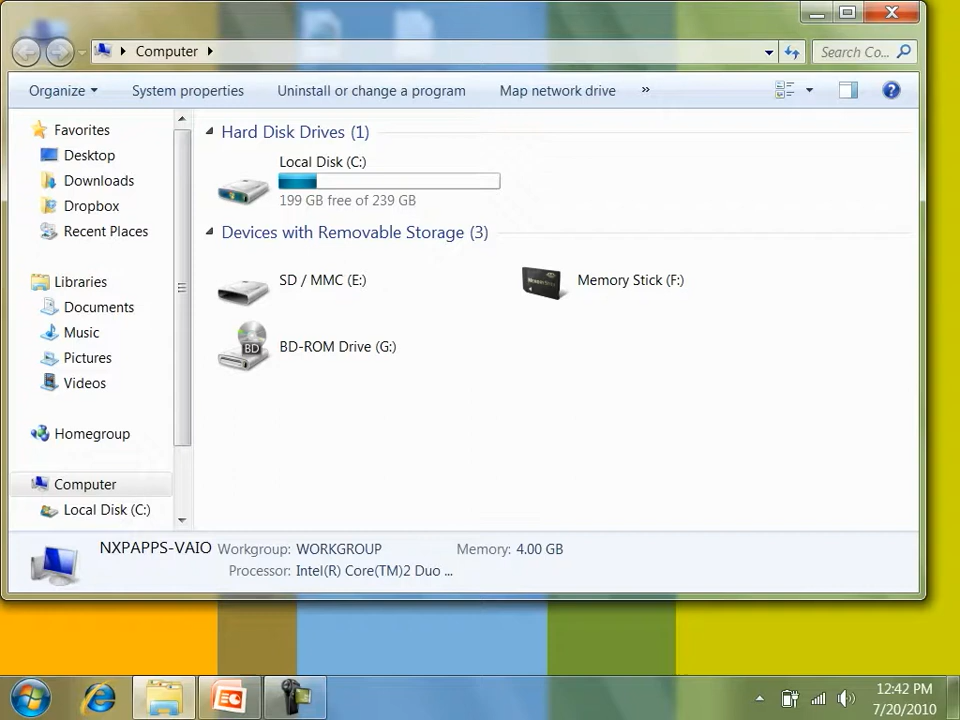 Computer
Search Co...
Organize
System properties
Uninstall or change a program
Map network drive
»
Favorites
Desktop
Downloads
Dropbox
Recent Places
Libraries
Documents
Music
Pictures
Videos
Homegroup
Computer
Local Disk (C:)
Hard Disk Drives (1)
Local Disk (C:)
199 GB free of 239 GB
Devices with Removable Storage (3)
SD / MMC (E:)
Memory Stick (F:)
BD
BD-ROM Drive (G:)
NXPAPPS-VAIO Workgroup: WORKGROUP Memory: 4.00 GB
Processor: Intel(R) Core(TM)2 Duo ...
12:42 PM
7/20/2010